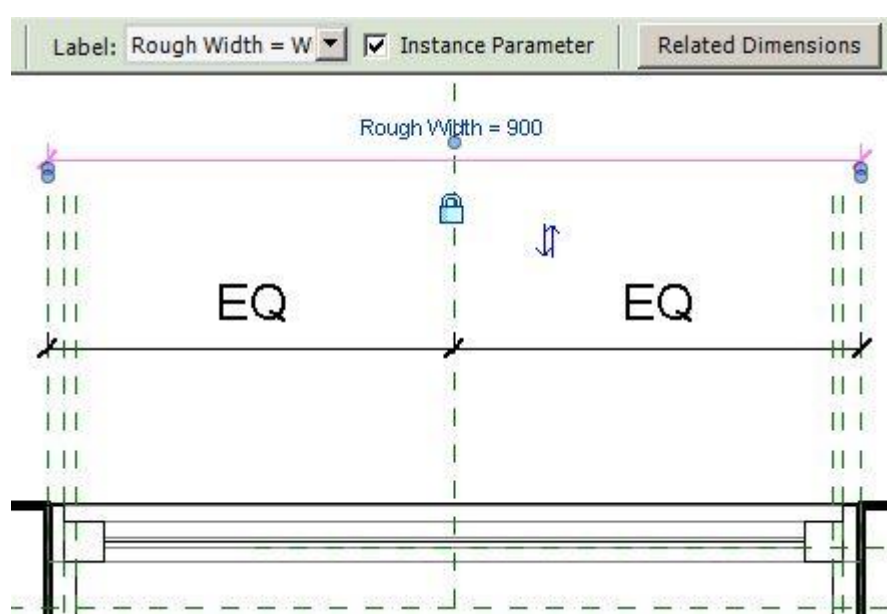 Label: Rough Width = W Instance Parameter Related Dimensions
Rough Width = 900
EQ EQ